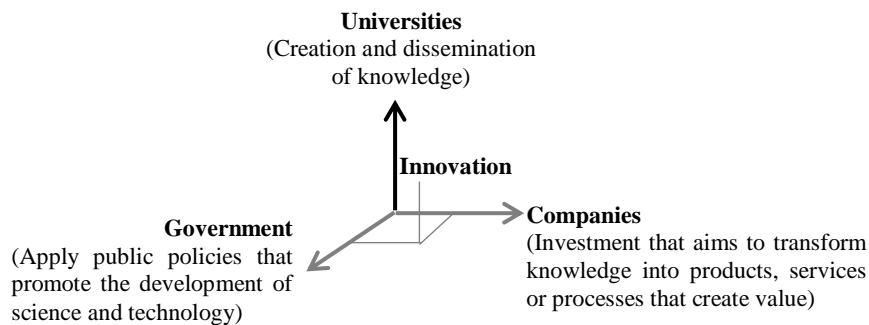 Universities
(Creation and dissemination
of knowledge)
Innovation
Government
(Apply public policies that
promote the development of
science and technology)
Companies
(Investment that aims to transform
knowledge into products, services
or processes that create value)